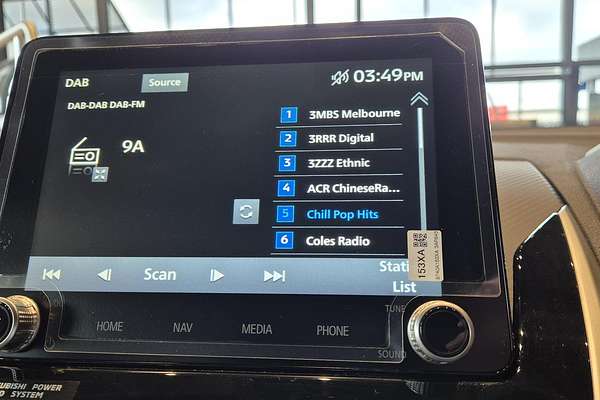 DAB
Source
03:49PM
DAB-DAB DAB-FM
9A
1 3MBS Melbourne
2 3RRR Digital
3 3ZZZ Ethnic
4 ACR ChineseRa...
5 Chill Pop Hits
6 Coles Radio
Scan
Stati
List
153XA
HOME
NAV
MEDIA
PHONE
TUNE
SOUND
UBISHI POWER
D SYSTEM